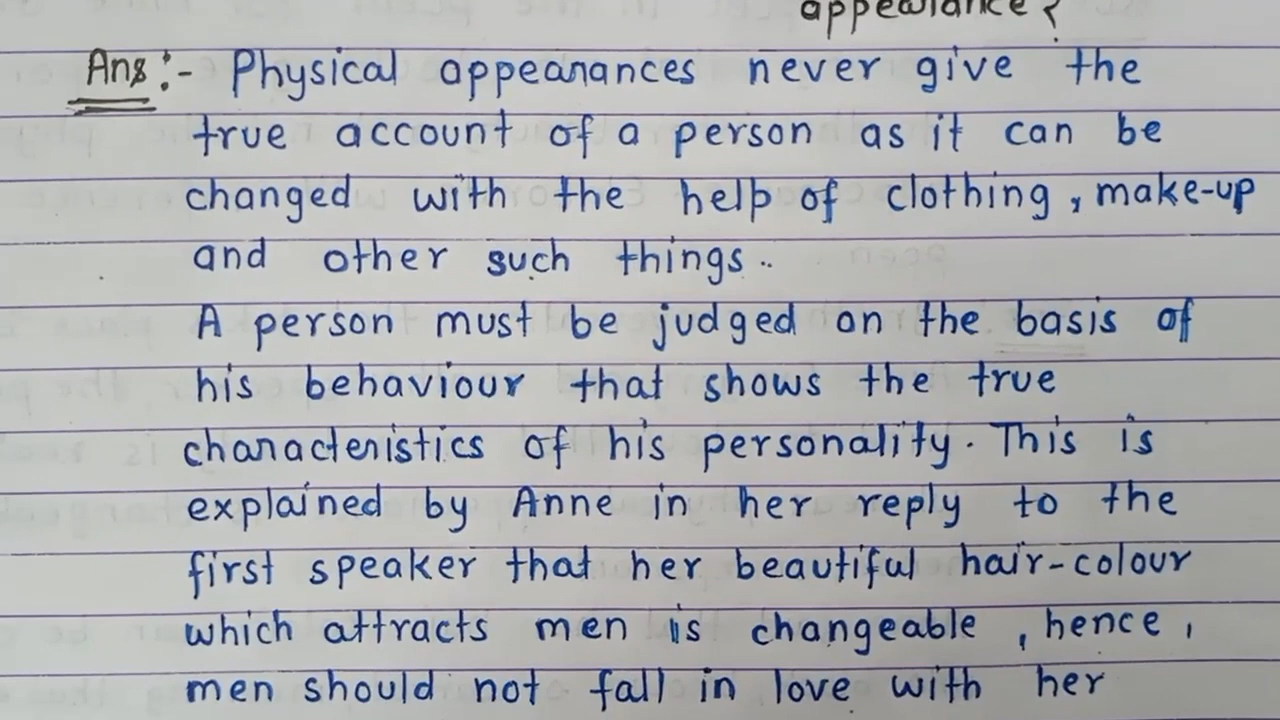 appearance?
Ans:- Physical appearances never give the
true account of a person as it can be
changed with the help of clothing, make-up
and other such things..
A person must be judged on the basis of
his behaviour that shows the true
characteristics of his personality. This is
explained by Anne in her reply to the
first speaker that her beautiful hair-colour
which attracts men is changeable, hence,
men should not fall in love with her